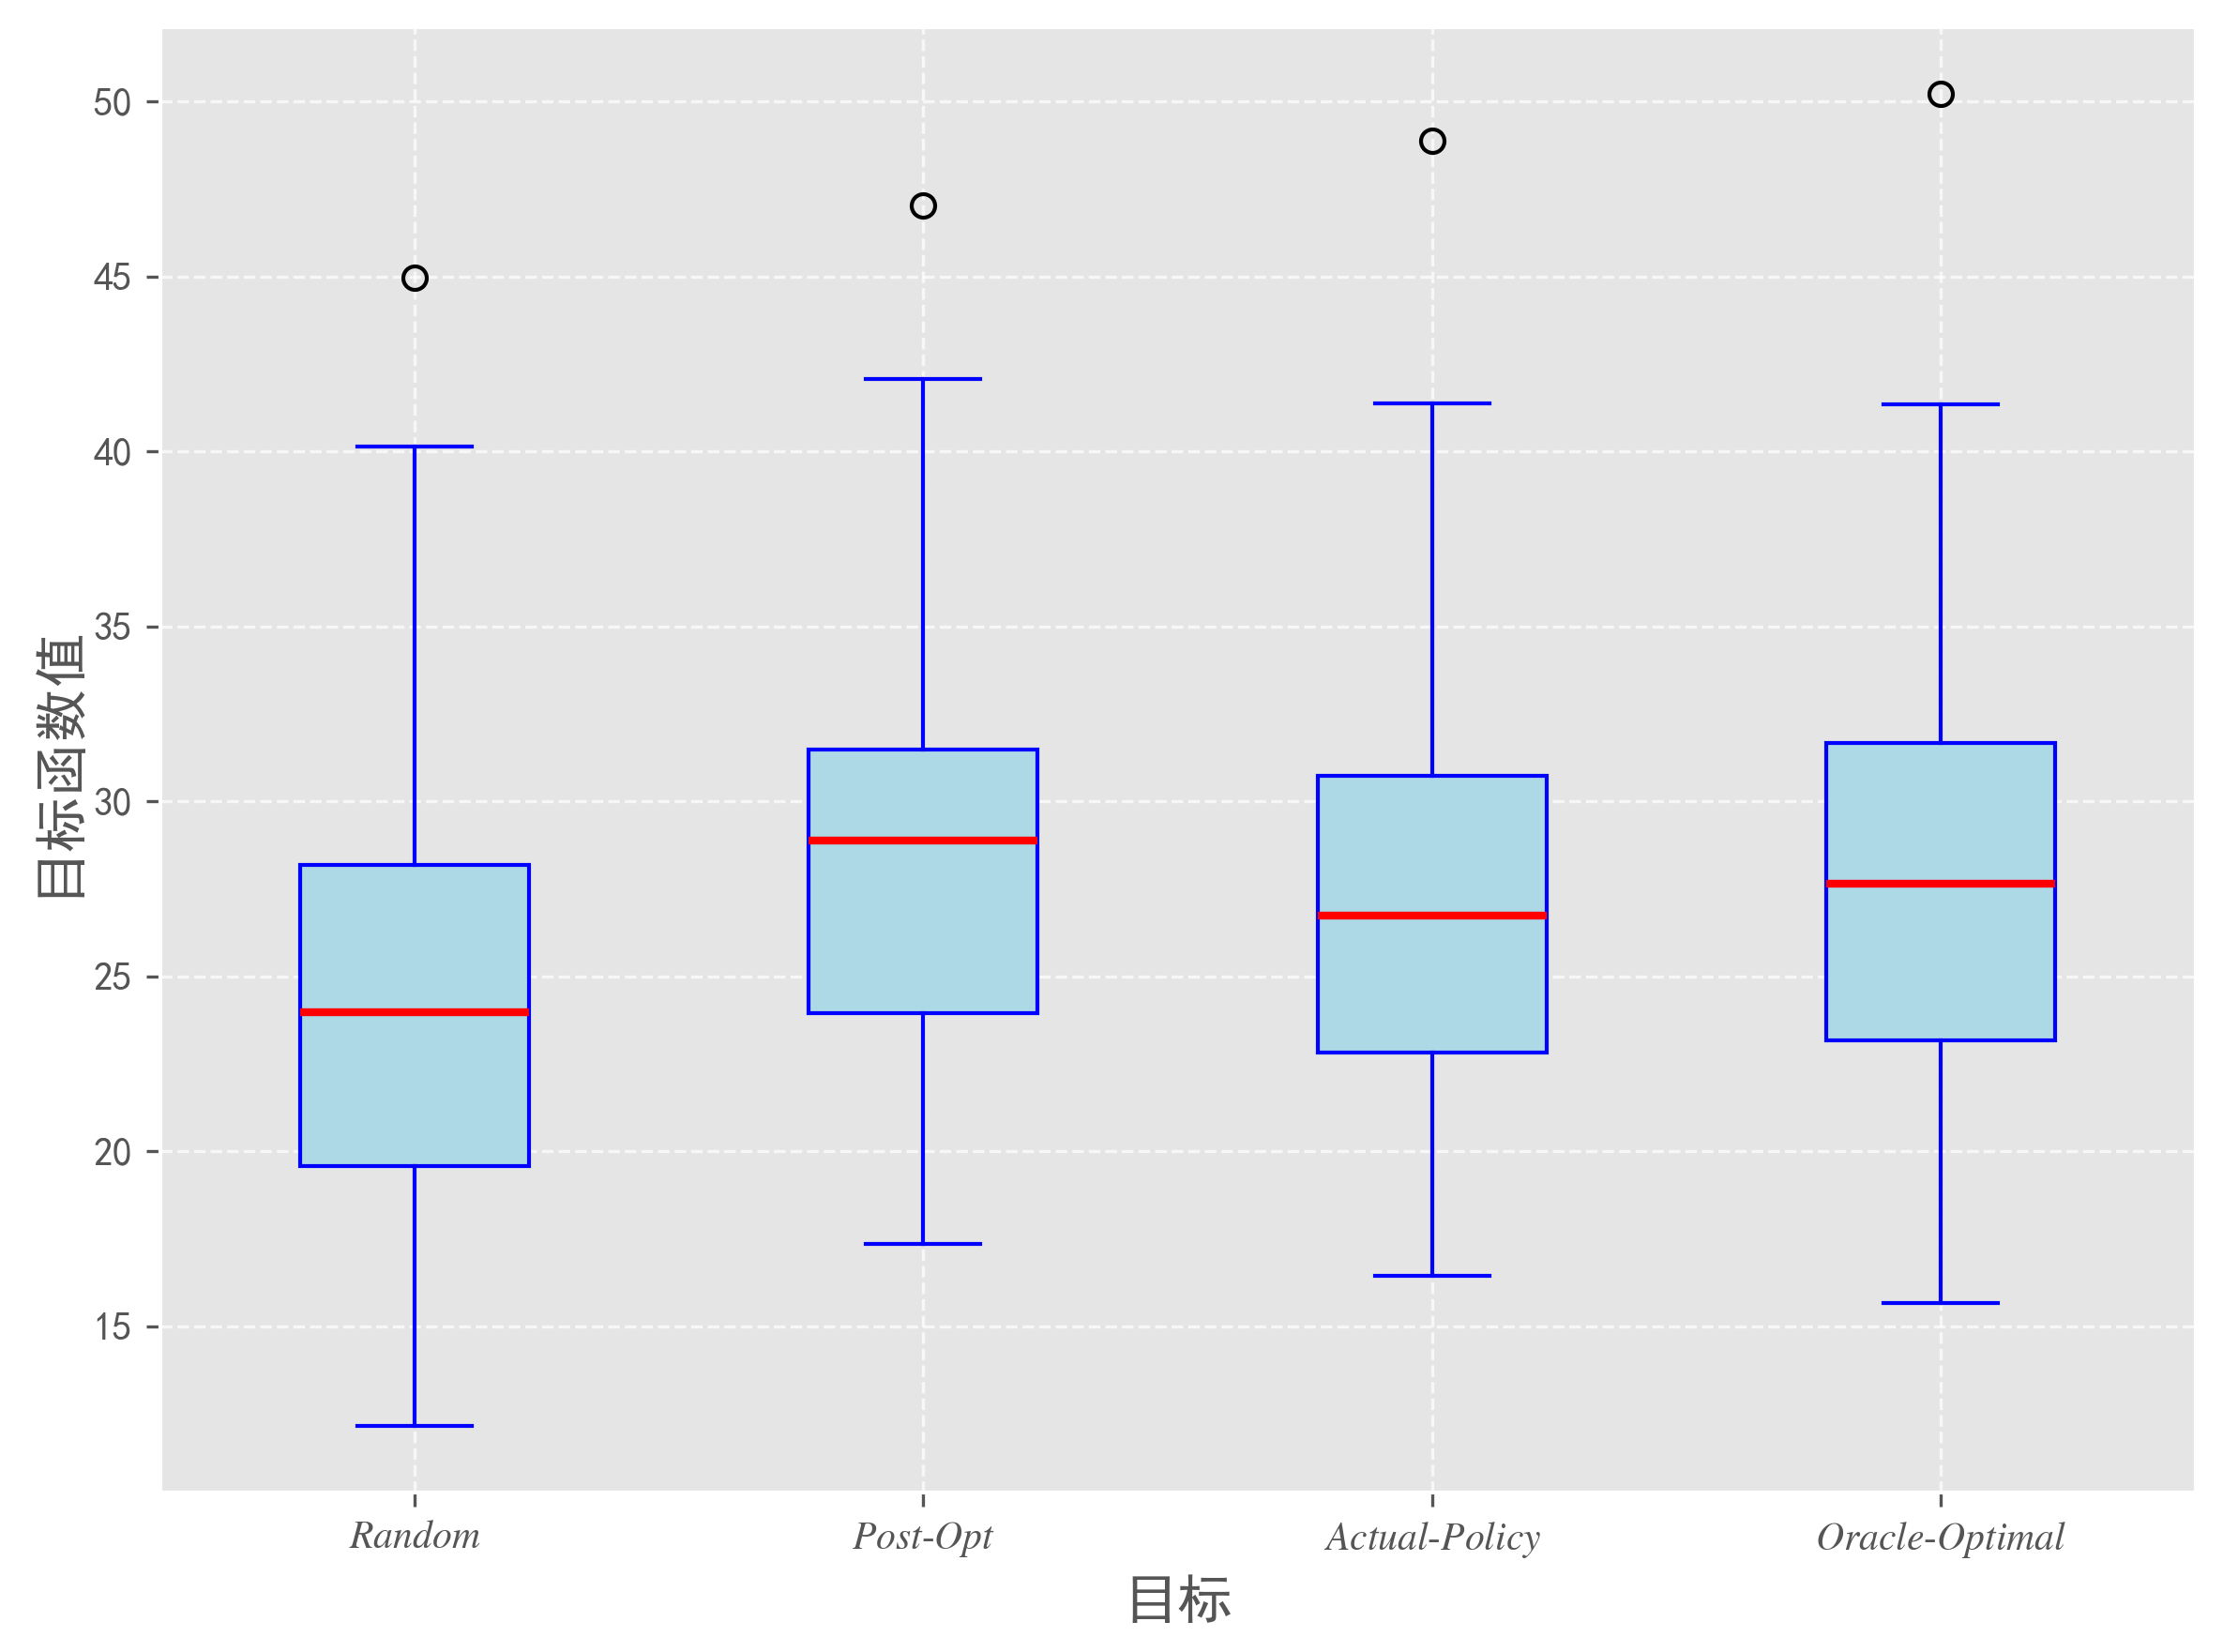 50
45
40
35
30
25
20
15
目标函数值
Random
Post-Opt
Actual-Policy
Oracle-Optimal
目标